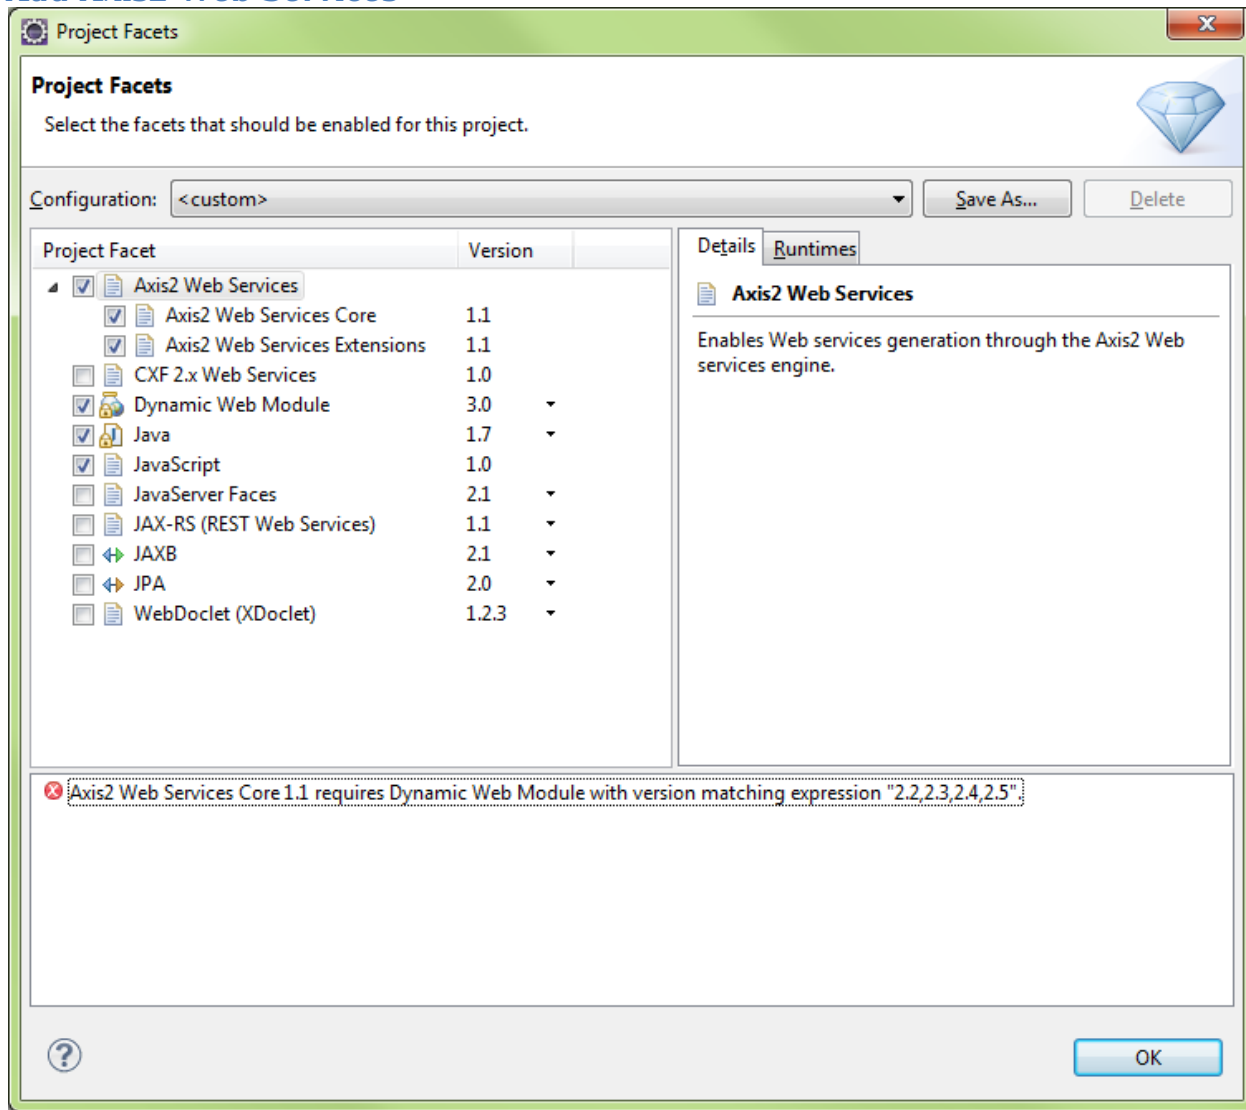 Add Axis2 Web Services
Project Facets
Project Facets
Select the facets that should be enabled for this project.
Configuration: <custom> Save As... Delete
Project Facet Version
Axis2 Web Services
Axis2 Web Services Core 1.1
Axis2 Web Services Extensions 1.1
CXF 2.x Web Services 1.0
Dynamic Web Module 3.0
Java 1.7
JavaScript 1.0
JavaServer Faces 2.1
JAX-RS (REST Web Services) 1.1
JAXB 2.1
JPA 2.0
WebDoclet (XDoclet) 1.2.3
Details Runtimes
Axis2 Web Services
Enables Web services generation through the Axis2 Web
services engine.
Axis2 Web Services Core 1.1 requires Dynamic Web Module with version matching expression "2.2,2.3,2.4,2.5".
OK